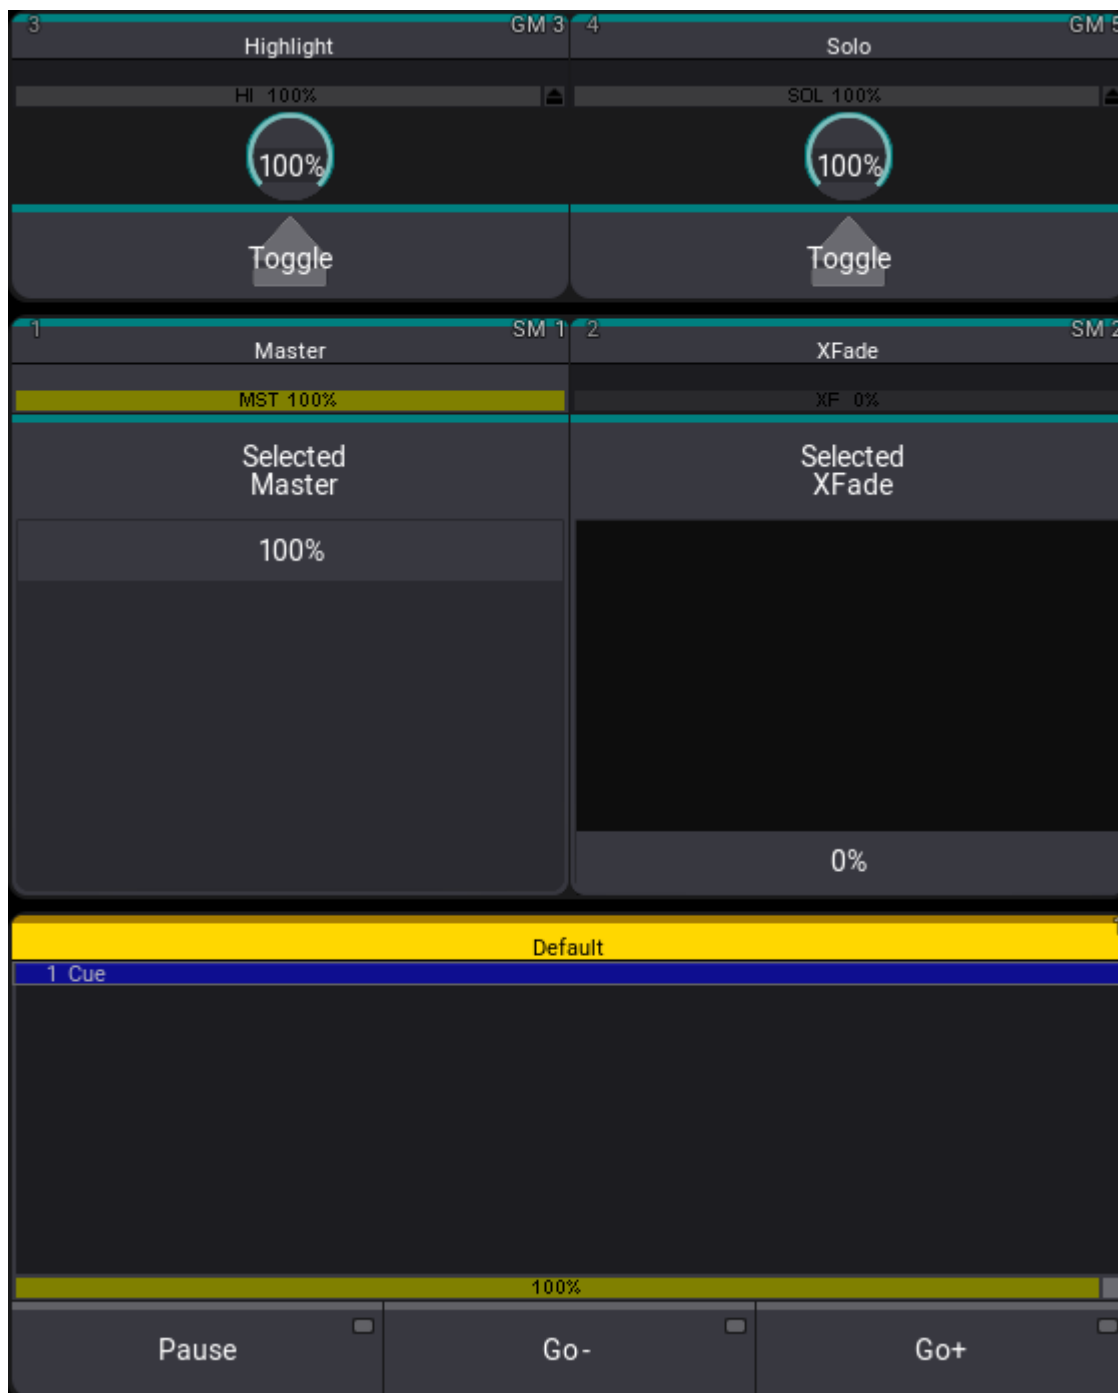 3 GM 3 4 GM 5
Highlight Solo
HI 100% SOL 100%
100% 100%
Toggle Toggle
1 SM 1 2 SM 2
Master XFade
MST 100% XF 0%
Selected Selected
Master XFade
100%
0%
Default
1 Cue
100%
Pause Go- Go+